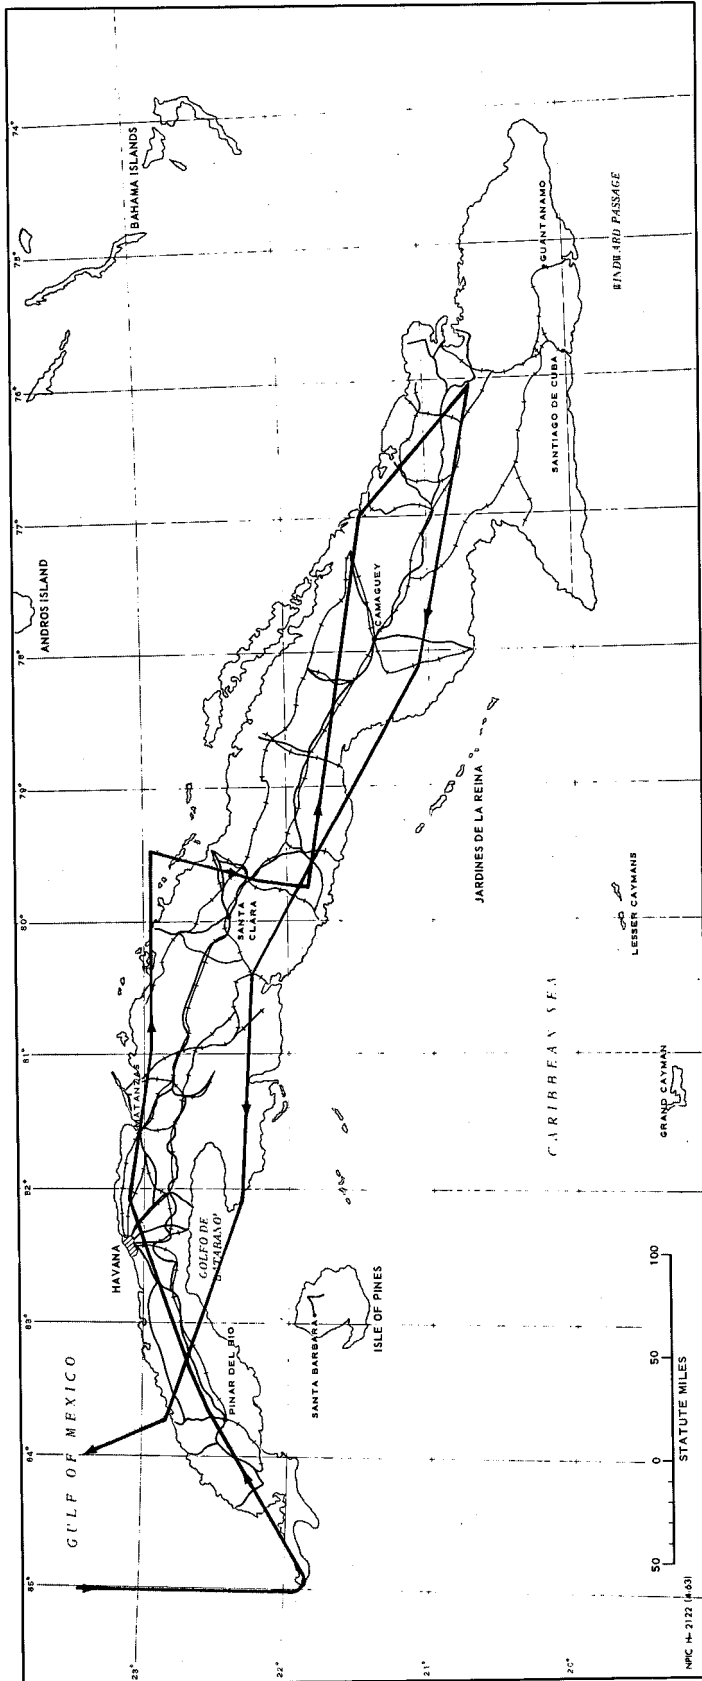 GULF OF MEXICO
HAVANA
MATANZAS
ANDROS ISLAND
BAHAMA ISLANDS
PINAR DEL RIO
GOLFO DE
BATABANO
SANTA
CLARA
CAMAGUEY
GUANTANAMO
SANTIAGO DE CUBA
WINDWARD PASSAGE
SANTA BARBARA
ISLE OF PINES
JARDINES DE LA REINA
CARIBBEAN SEA
LESSER CAYMANS
GRAND CAYMAN
85°
84°
83°
82°
81°
80°
79°
78°
77°
76°
75°
74°
23°
22°
21°
20°
50 0 50 100
STATUTE MILES
NPIC H-2122 (4-63)